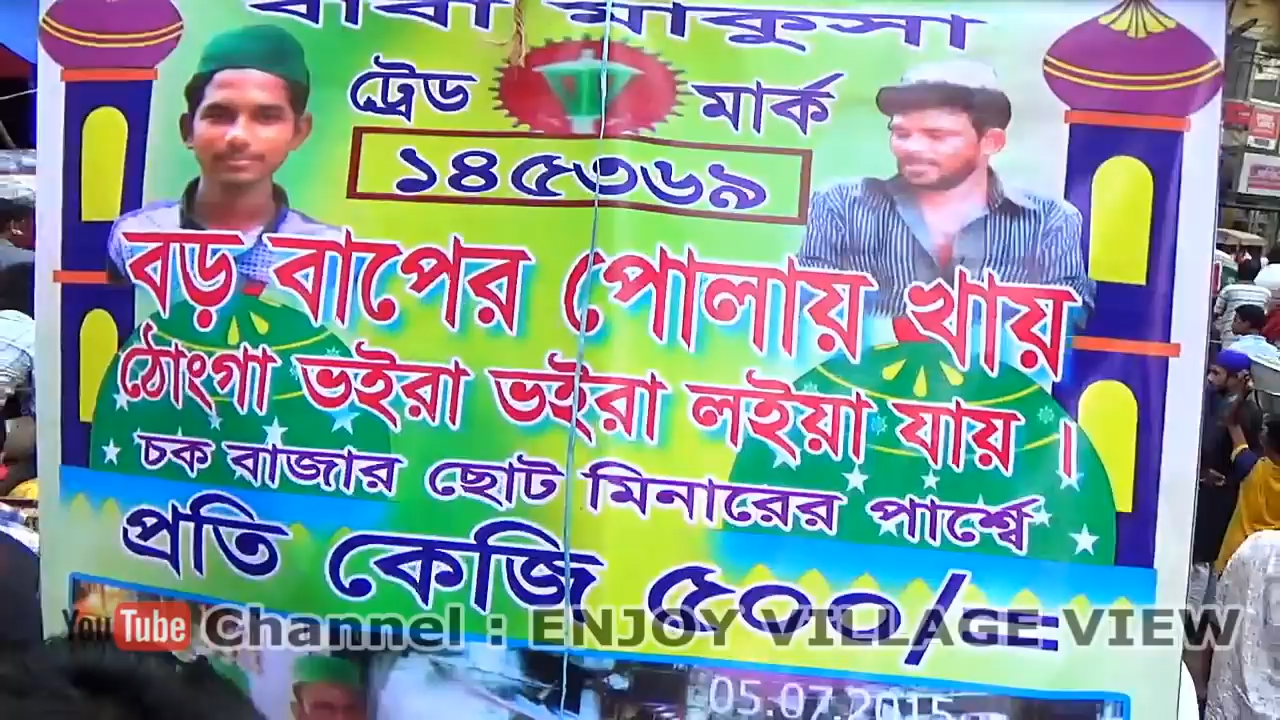 বাবা মাকুসা
ট্রেড মার্ক
১৪৫৩৬৯
বড় বাপের পোলায় খায়
ঠোংগা ভইরা ভইরা লইয়া যায় ।
চক বাজার ছোট মিনারের পার্শ্বে
প্রতি কেজি ৫০০/=
YouTube Channel : ENJOY VILLAGE VIEW
05.07.2015